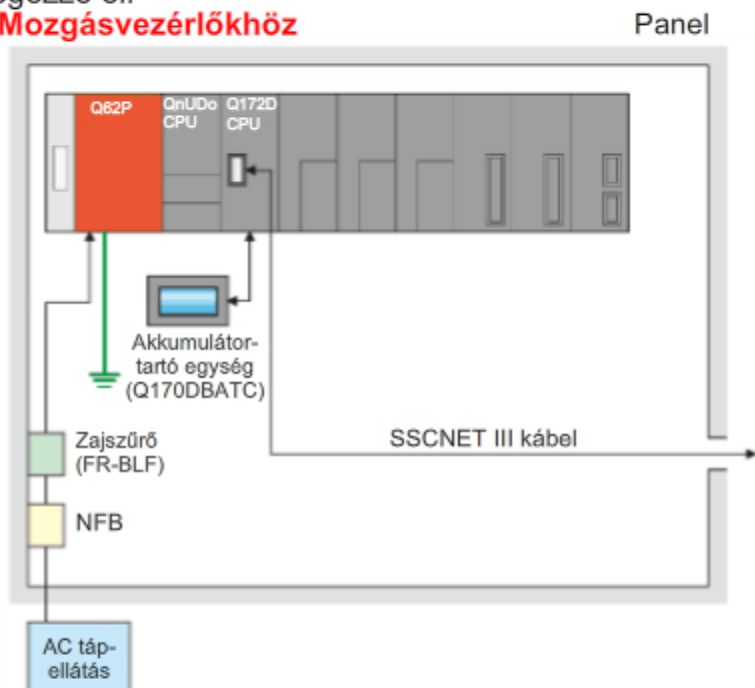 Mozgásvezérlőkhöz
Panel
Q62P
QnUDo
CPU
Q172D
CPU
Akkumulátor-
tartó egység
(Q170DBATC)
Zajszűrő
(FR-BLF)
SSCNET III kábel
NFB
AC táp-
ellátás